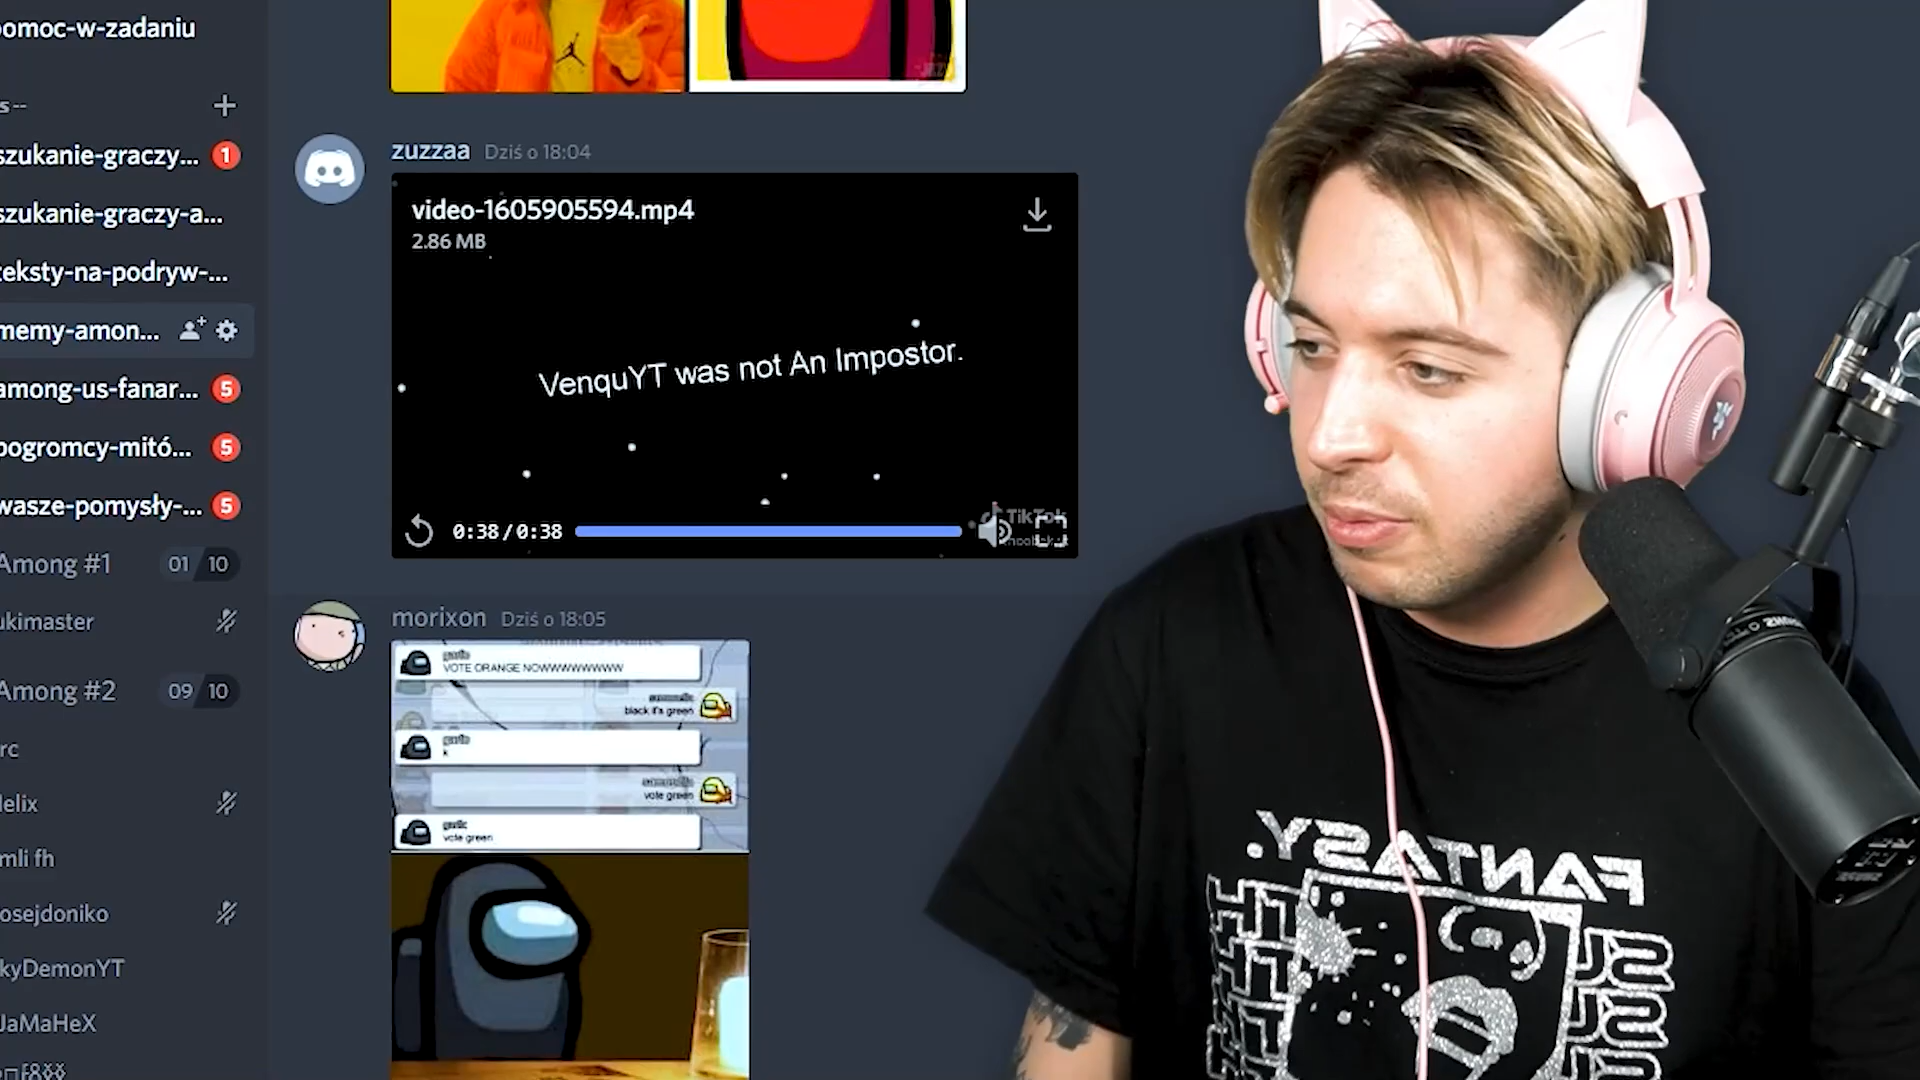 pomoc-w-zadaniu
s--
szukanie-graczy... 1
szukanie-graczy-a...
teksty-na-podryw-...
memy-amon...
among-us-fanar... 5
pogromcy-mitó... 5
wasze-pomysły-... 5
Among #1 01 / 10
ukimaster
Among #2 09 / 10
rc
lelix
mli fh
osejdoniko
kyDemonYT
JaMaHeX
zuzzaa Dziś o 18:04
video-1605905594.mp4
2.86 MB
VenquYT was not An Impostor.
0:38/0:38
TikTok
morixon Dziś o 18:05
VOTE ORANGE NOWWWWWWWW
black it's green
k
vote green
vote green
FANTASY.